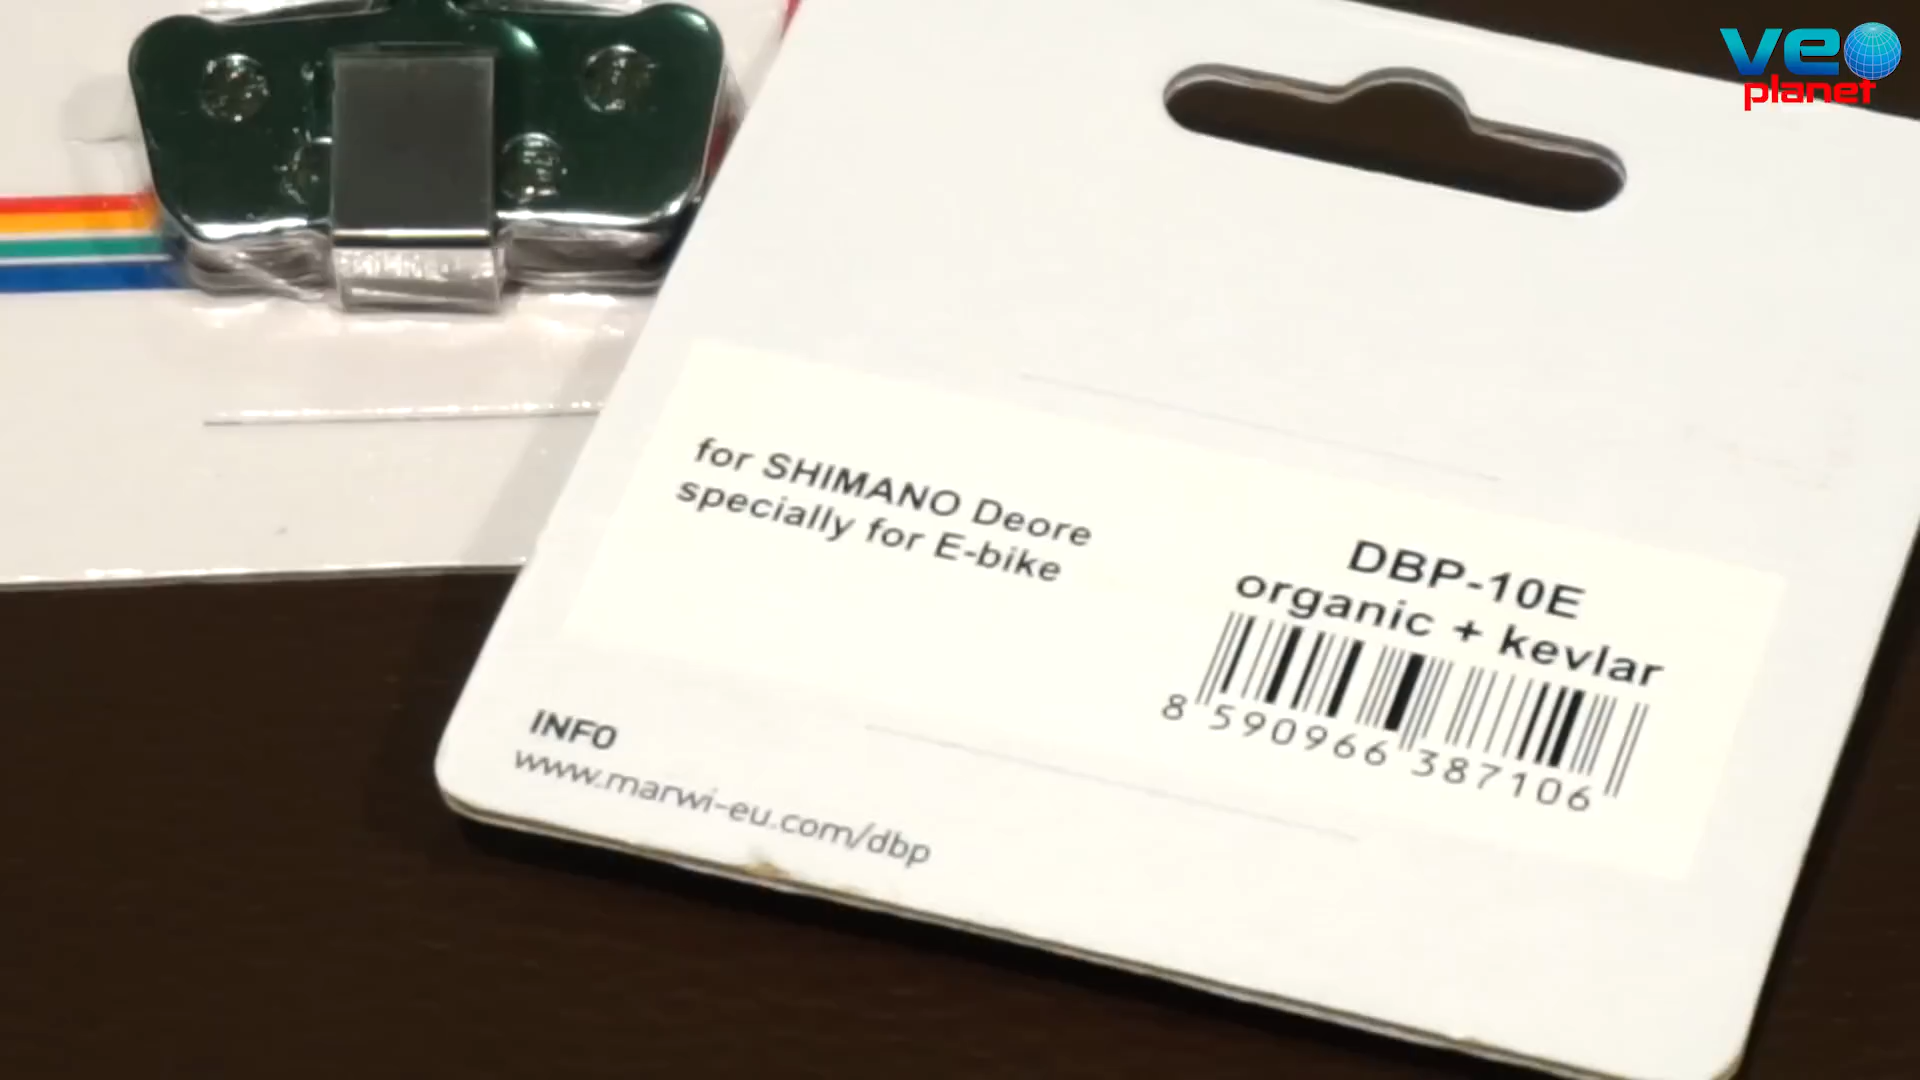 veo
planet
for SHIMANO Deore
specially for E-bike
DBP-10E
organic + kevlar
8 590966 387106
INFO
www.marwi-eu.com/dbp